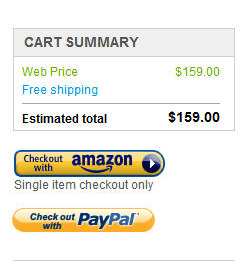 CART SUMMARY
Web Price $159.00
Free shipping
Estimated total $159.00
Checkout with amazon
Single item checkout only
Check out with PayPal